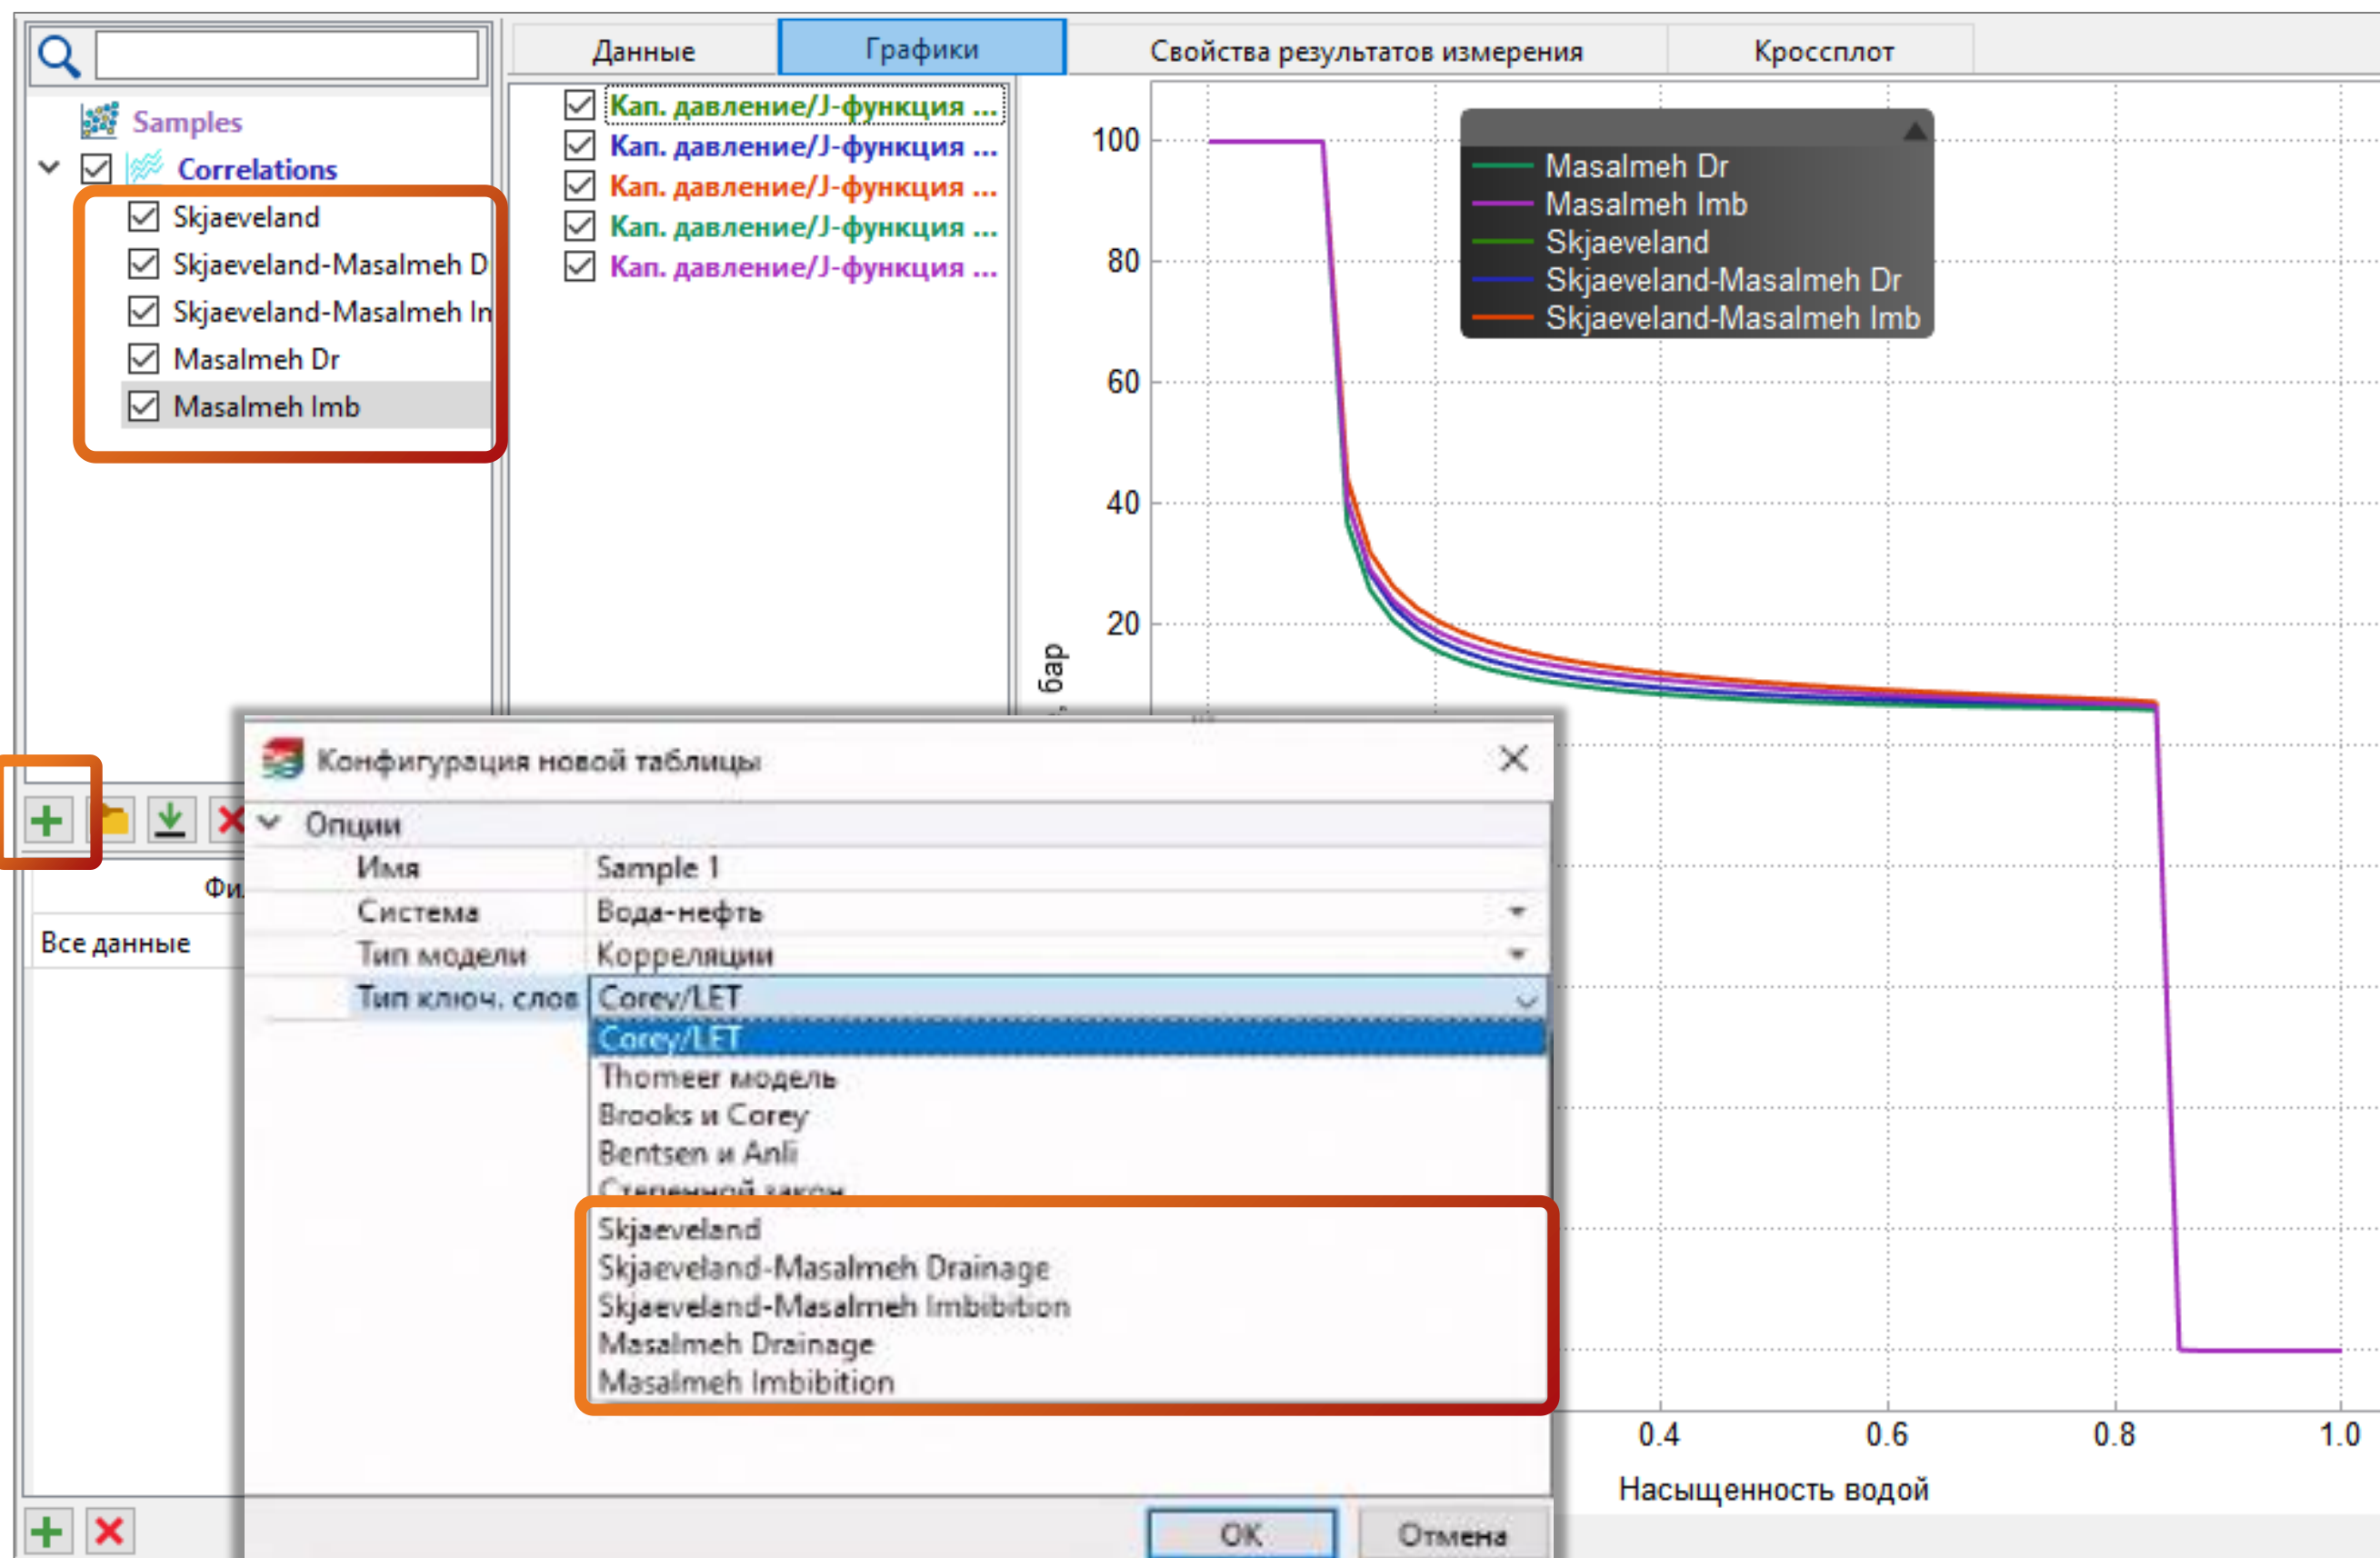 Данные
Графики
Свойства результатов измерения
Кроссплот
Samples
Correlations
Skjaeveland
Skjaeveland-Masalmeh D
Skjaeveland-Masalmeh
Masalmeh Dr
Masalmeh Imb
Кап. давление/J-функция ...
Кап. давление/J-функция ...
Кап. давление/J-функция ...
Кап. давление/J-функция ...
Кап. давление/J-функция ...
100
80
60
40
20
бар
Masalmeh Dr
Masalmeh Imb
Skjaeveland
Skjaeveland-Masalmeh Dr
Skjaeveland-Masalmeh Imb
0.4
0.6
0.8
1.0
Насыщенность водой
Все данные
Конфигурация новой таблицы
Опции
Имя Sample 1
Система Вода-нефть
Тип модели Корреляции
Тип ключ. слов Corey/LET
Corey/LET
Thomeer модель
Brooks и Corey
Bentsen и Anli
Степенной закон
Skjaeveland
Skjaeveland-Masalmeh Drainage
Skjaeveland-Masalmeh Imbibition
Masalmeh Drainage
Masalmeh Imbibition
OK
Отмена